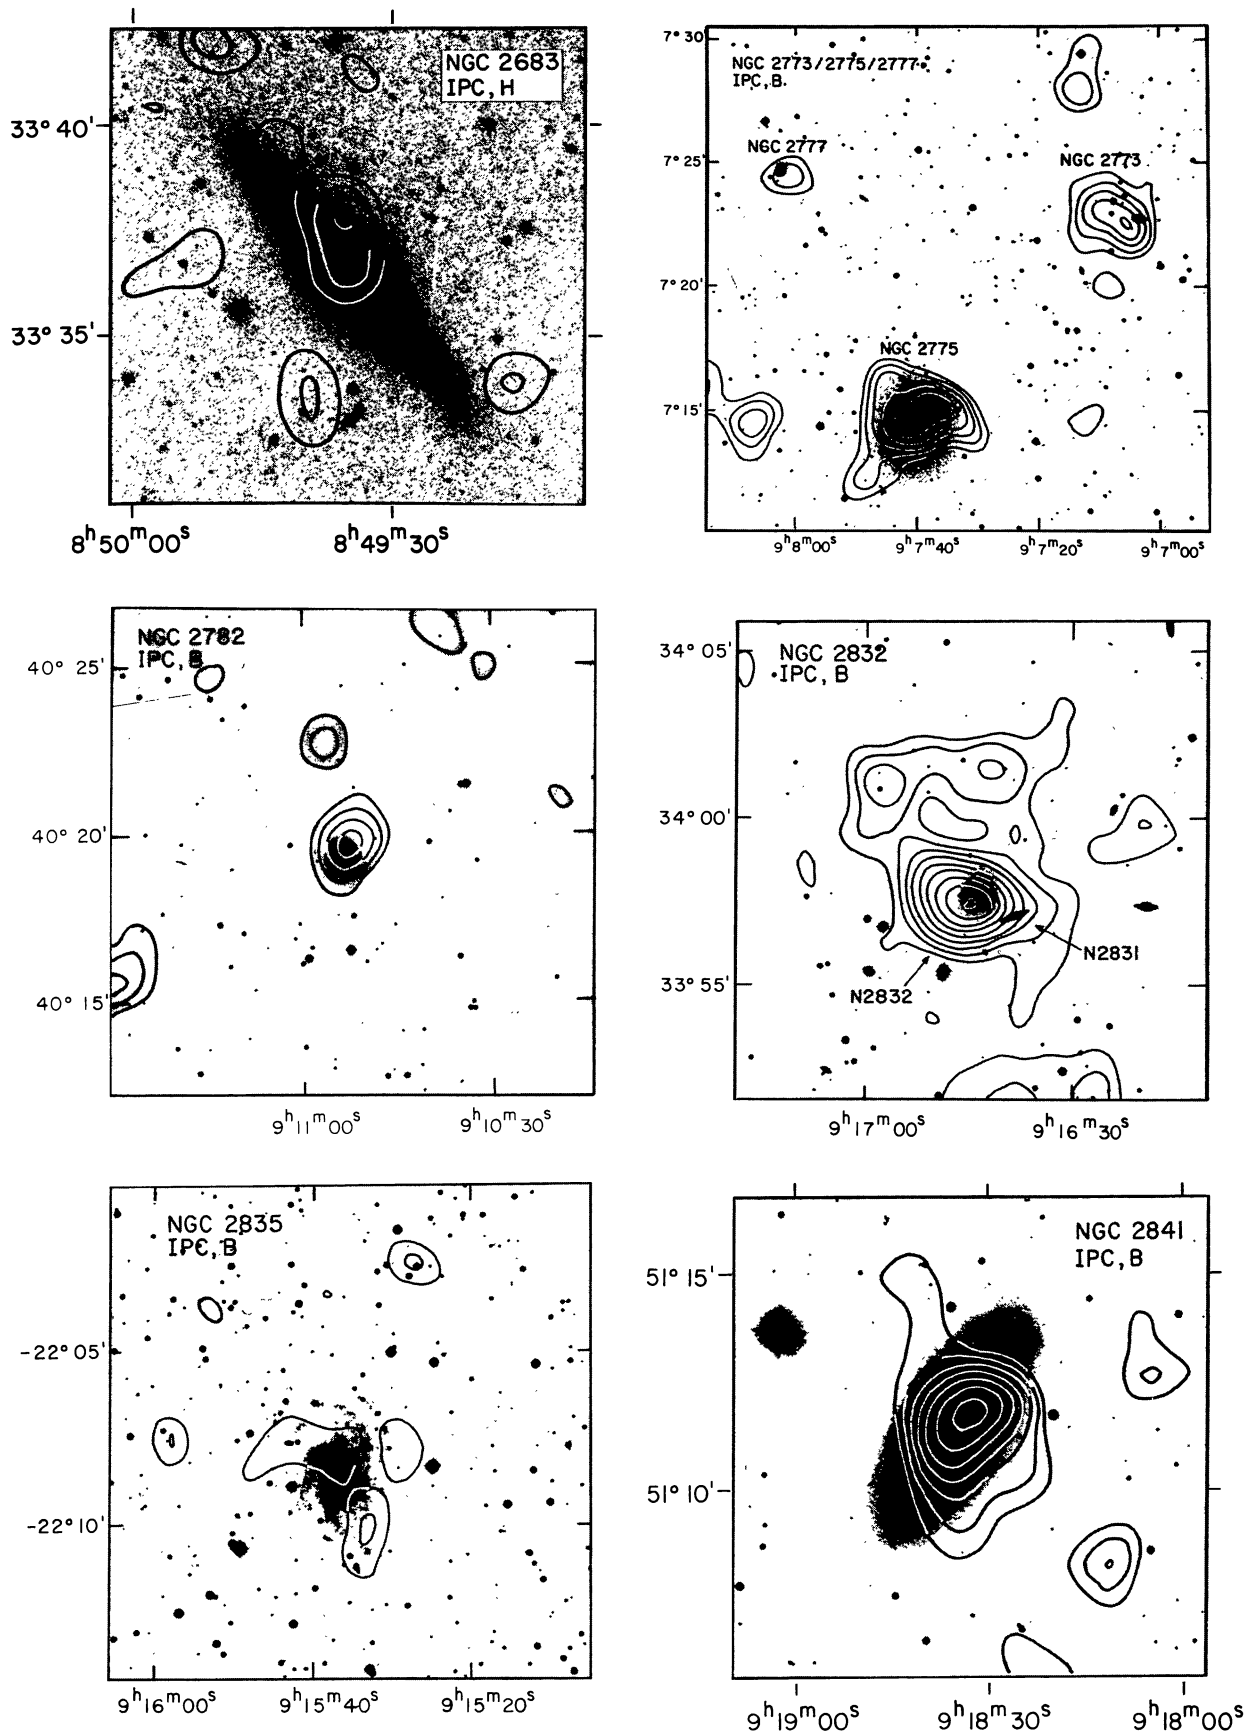 NGC 2683
IPC, H
33° 40'
33° 35'
8ʰ50ᵐ00ˢ
8ʰ49ᵐ30ˢ
7° 30'
NGC 2773/2775/2777
IPC, B
7° 25'
NGC 2777
NGC 2773
7° 20'
NGC 2775
7° 15'
9ʰ8ᵐ00ˢ
9ʰ7ᵐ40ˢ
9ʰ7ᵐ20ˢ
9ʰ7ᵐ00ˢ
NGC 2782
IPC, B
40° 25'
40° 20'
40° 15'
9ʰ11ᵐ00ˢ
9ʰ10ᵐ30ˢ
34° 05'
NGC 2832
IPC, B
34° 00'
N2831
33° 55'
N2832
9ʰ17ᵐ00ˢ
9ʰ16ᵐ30ˢ
NGC 2835
IPC, B
-22° 05'
-22° 10'
9ʰ16ᵐ00ˢ
9ʰ15ᵐ40ˢ
9ʰ15ᵐ20ˢ
NGC 2841
IPC, B
51° 15'
51° 10'
9ʰ19ᵐ00ˢ
9ʰ18ᵐ30ˢ
9ʰ18ᵐ00ˢ